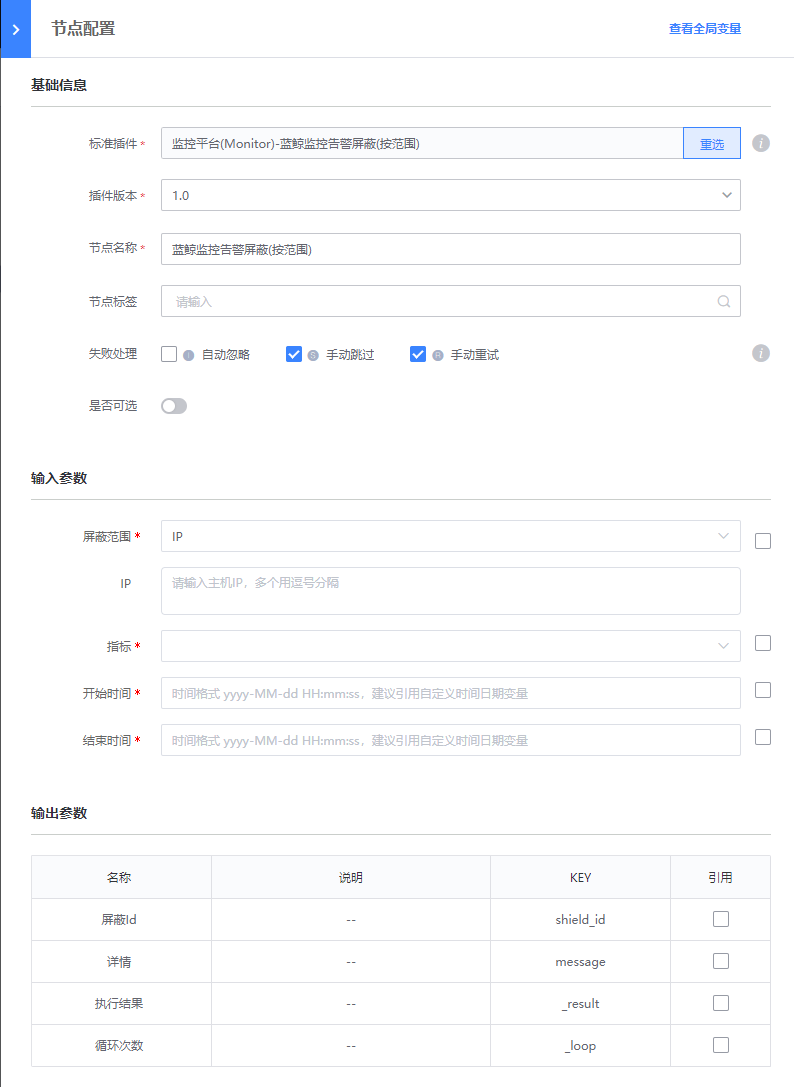 节点配置 查看全局变量
基础信息
标准插件 * 监控平台(Monitor)-蓝鲸监控告警屏蔽(按范围) 重选
插件版本 * 1.0
节点名称 * 蓝鲸监控告警屏蔽(按范围)
节点标签 请输入
失败处理 自动忽略 手动跳过 手动重试
是否可选
输入参数
屏蔽范围 * IP
IP 请输入主机IP，多个用逗号分隔
指标 *
开始时间 * 时间格式 yyyy-MM-dd HH:mm:ss，建议引用自定义时间日期变量
结束时间 * 时间格式 yyyy-MM-dd HH:mm:ss，建议引用自定义时间日期变量
输出参数
名称 说明 KEY 引用
屏蔽Id -- shield_id
详情 -- message
执行结果 -- _result
循环次数 -- _loop